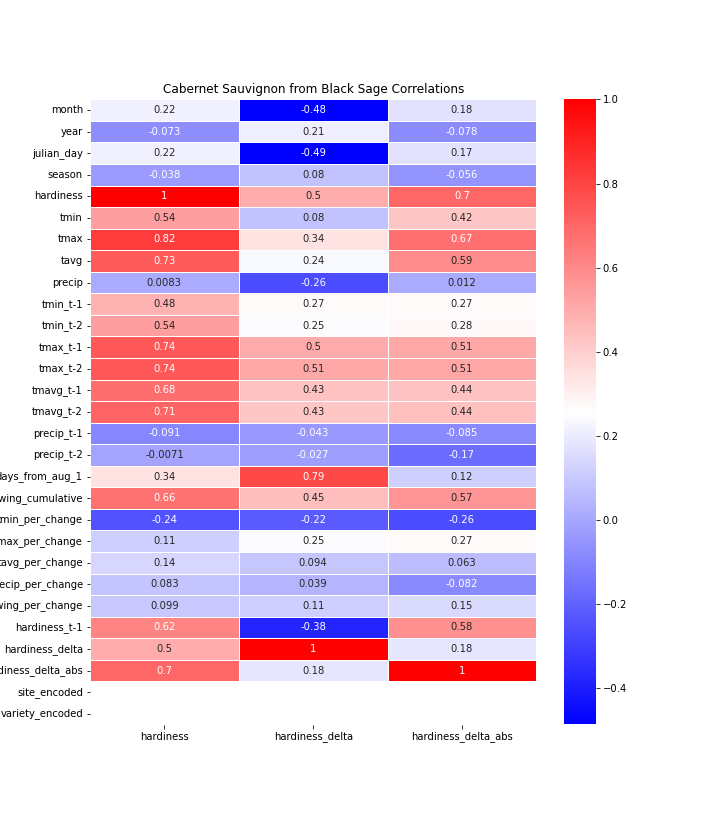 Cabernet Sauvignon from Black Sage Correlations
month 0.22 -0.48 0.18
year -0.073 0.21 -0.078
julian_day 0.22 -0.49 0.17
season -0.038 0.08 -0.056
hardiness 1 0.5 0.7
tmin 0.54 0.08 0.42
tmax 0.82 0.34 0.67
tavg 0.73 0.24 0.59
precip 0.0083 -0.26 0.012
tmin_t-1 0.48 0.27 0.27
tmin_t-2 0.54 0.25 0.28
tmax_t-1 0.74 0.5 0.51
tmax_t-2 0.74 0.51 0.51
tmavg_t-1 0.68 0.43 0.44
tmavg_t-2 0.71 0.43 0.44
precip_t-1 -0.091 -0.043 -0.085
precip_t-2 -0.0071 -0.027 -0.17
days_from_aug_1 0.34 0.79 0.12
wing_cumulative 0.66 0.45 0.57
tmin_per_change -0.24 -0.22 -0.26
max_per_change 0.11 0.25 0.27
tavg_per_change 0.14 0.094 0.063
ecip_per_change 0.083 0.039 -0.082
wing_per_change 0.099 0.11 0.15
hardiness_t-1 0.62 -0.38 0.58
hardiness_delta 0.5 1 0.18
diness_delta_abs 0.7 0.18 1
site_encoded
variety_encoded
hardiness hardiness_delta hardiness_delta_abs
1.0
0.8
0.6
0.4
0.2
0.0
−0.2
−0.4